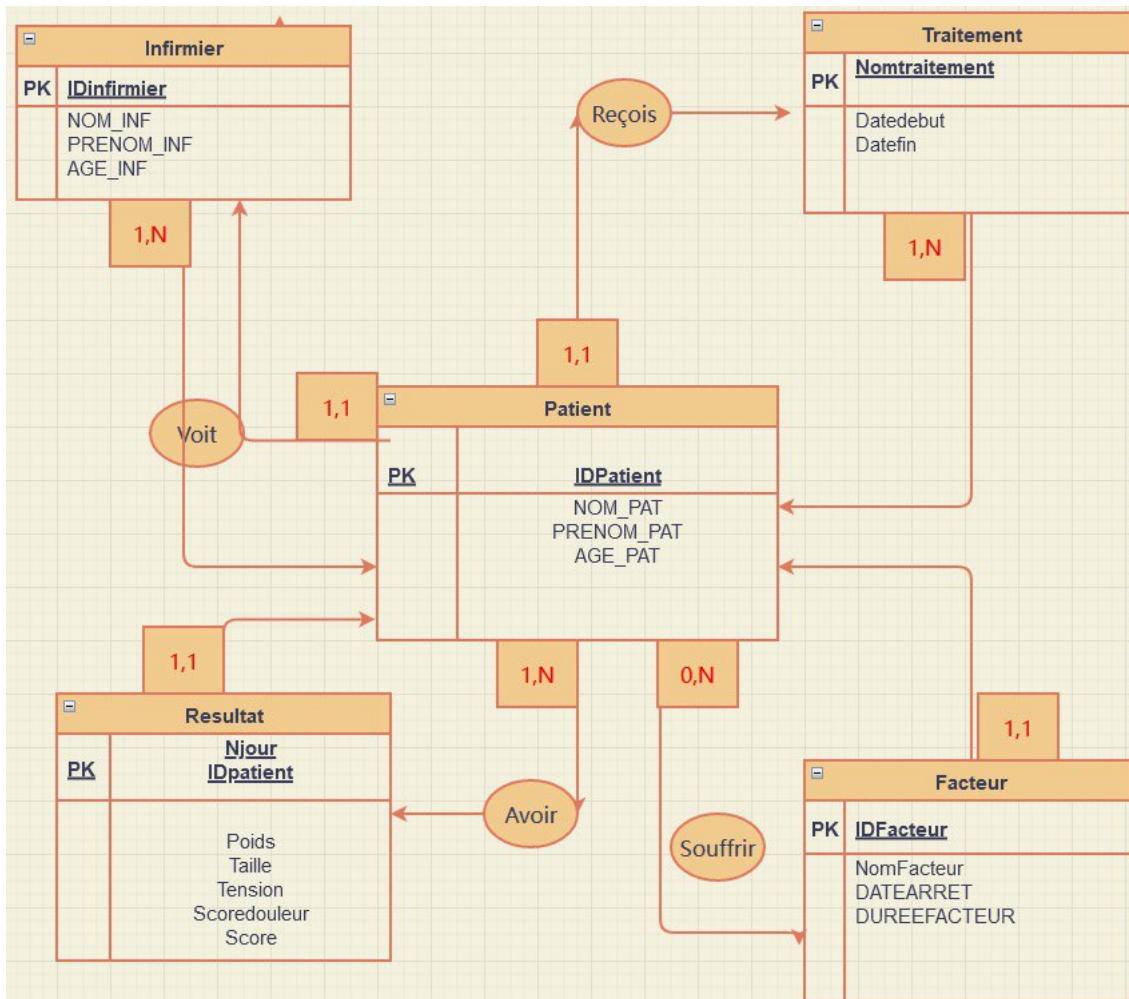 Infirmier
PK IDinfirmier
NOM_INF
PRENOM_INF
AGE_INF
1,N
Reçois
Traitement
PK Nomtraitement
Datedebut
Datefin
1,N
1,1
1,1
Voit
Patient
PK IDPatient
NOM_PAT
PRENOM_PAT
AGE_PAT
1,1
1,N
0,N
Resultat
PK Njour
IDpatient
Poids
Taille
Tension
Scoredouleur
Score
Avoir
Souffrir
1,1
Facteur
PK IDFacteur
NomFacteur
DATEARRET
DUREEFACTEUR